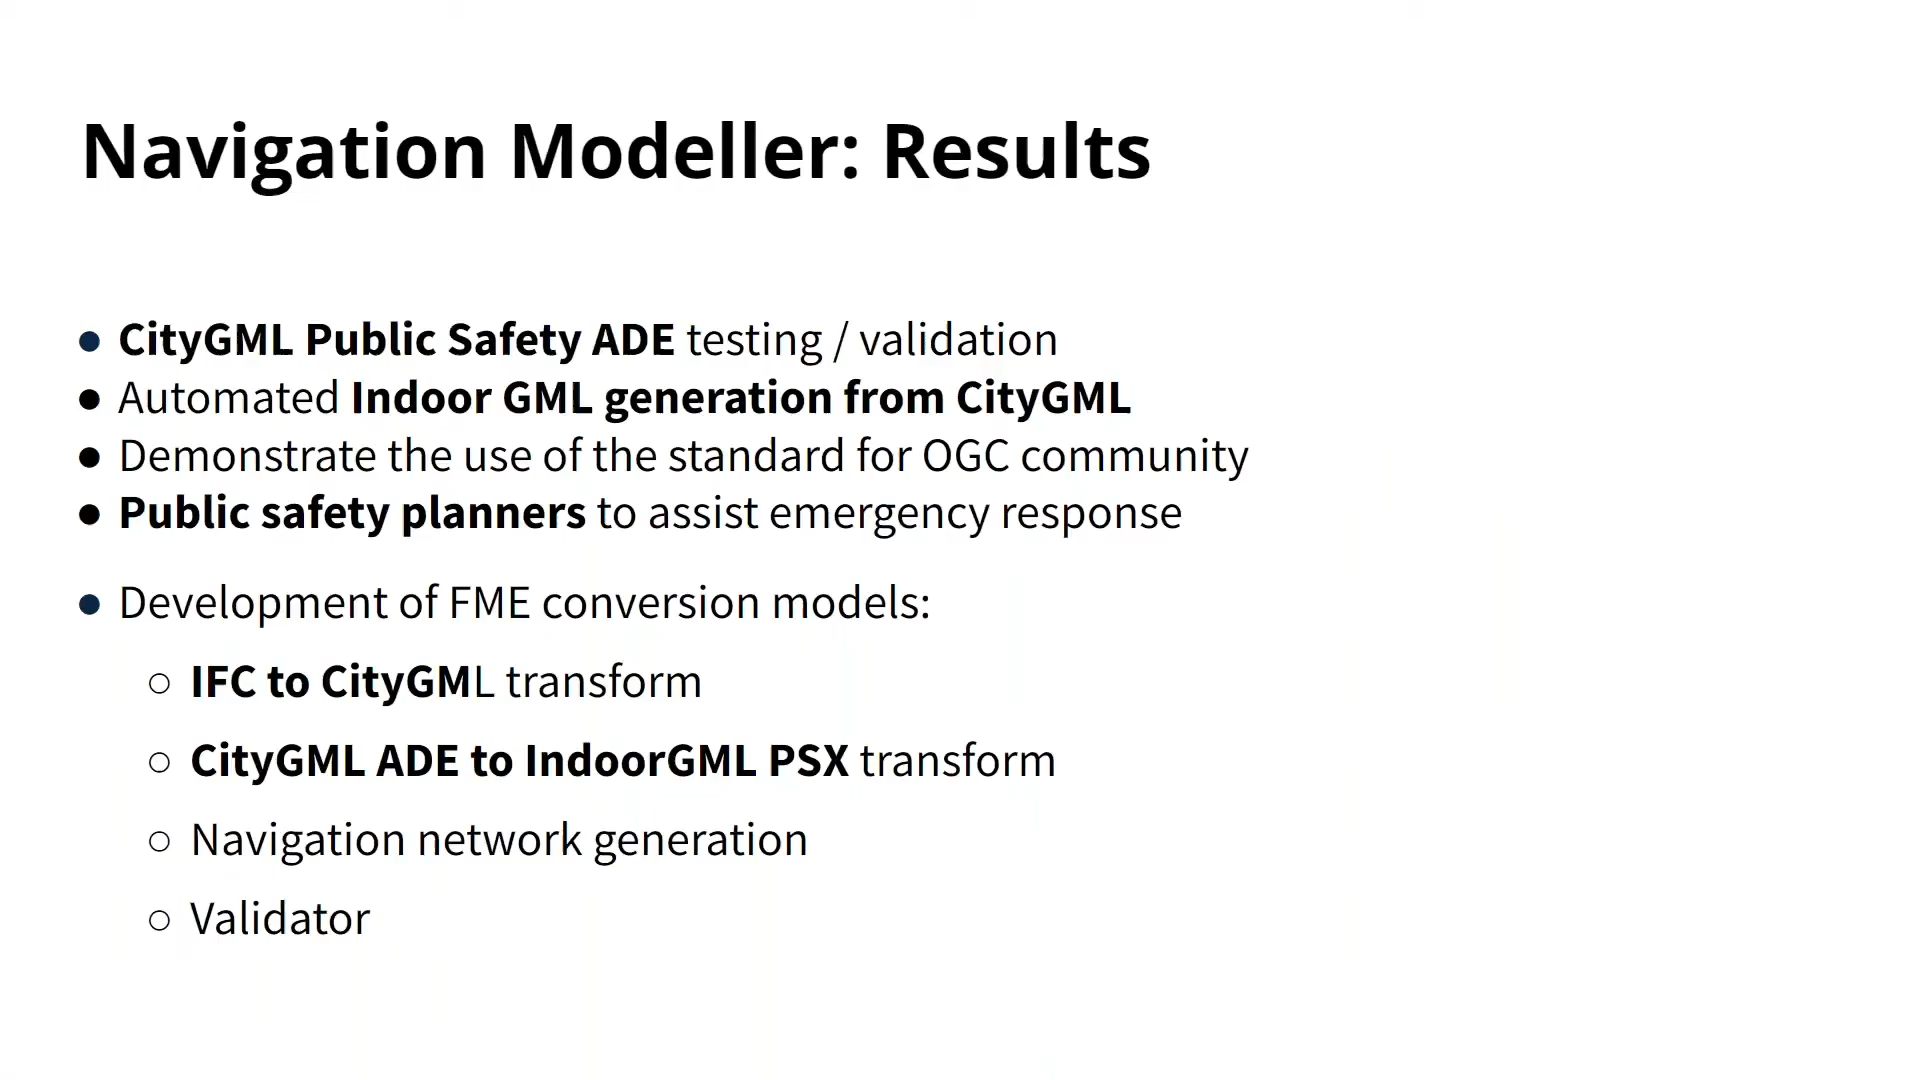 Navigation Modeller: Results
● CityGML Public Safety ADE testing / validation
● Automated Indoor GML generation from CityGML
● Demonstrate the use of the standard for OGC community
● Public safety planners to assist emergency response
● Development of FME conversion models:
○ IFC to CityGML transform
○ CityGML ADE to IndoorGML PSX transform
○ Navigation network generation
○ Validator